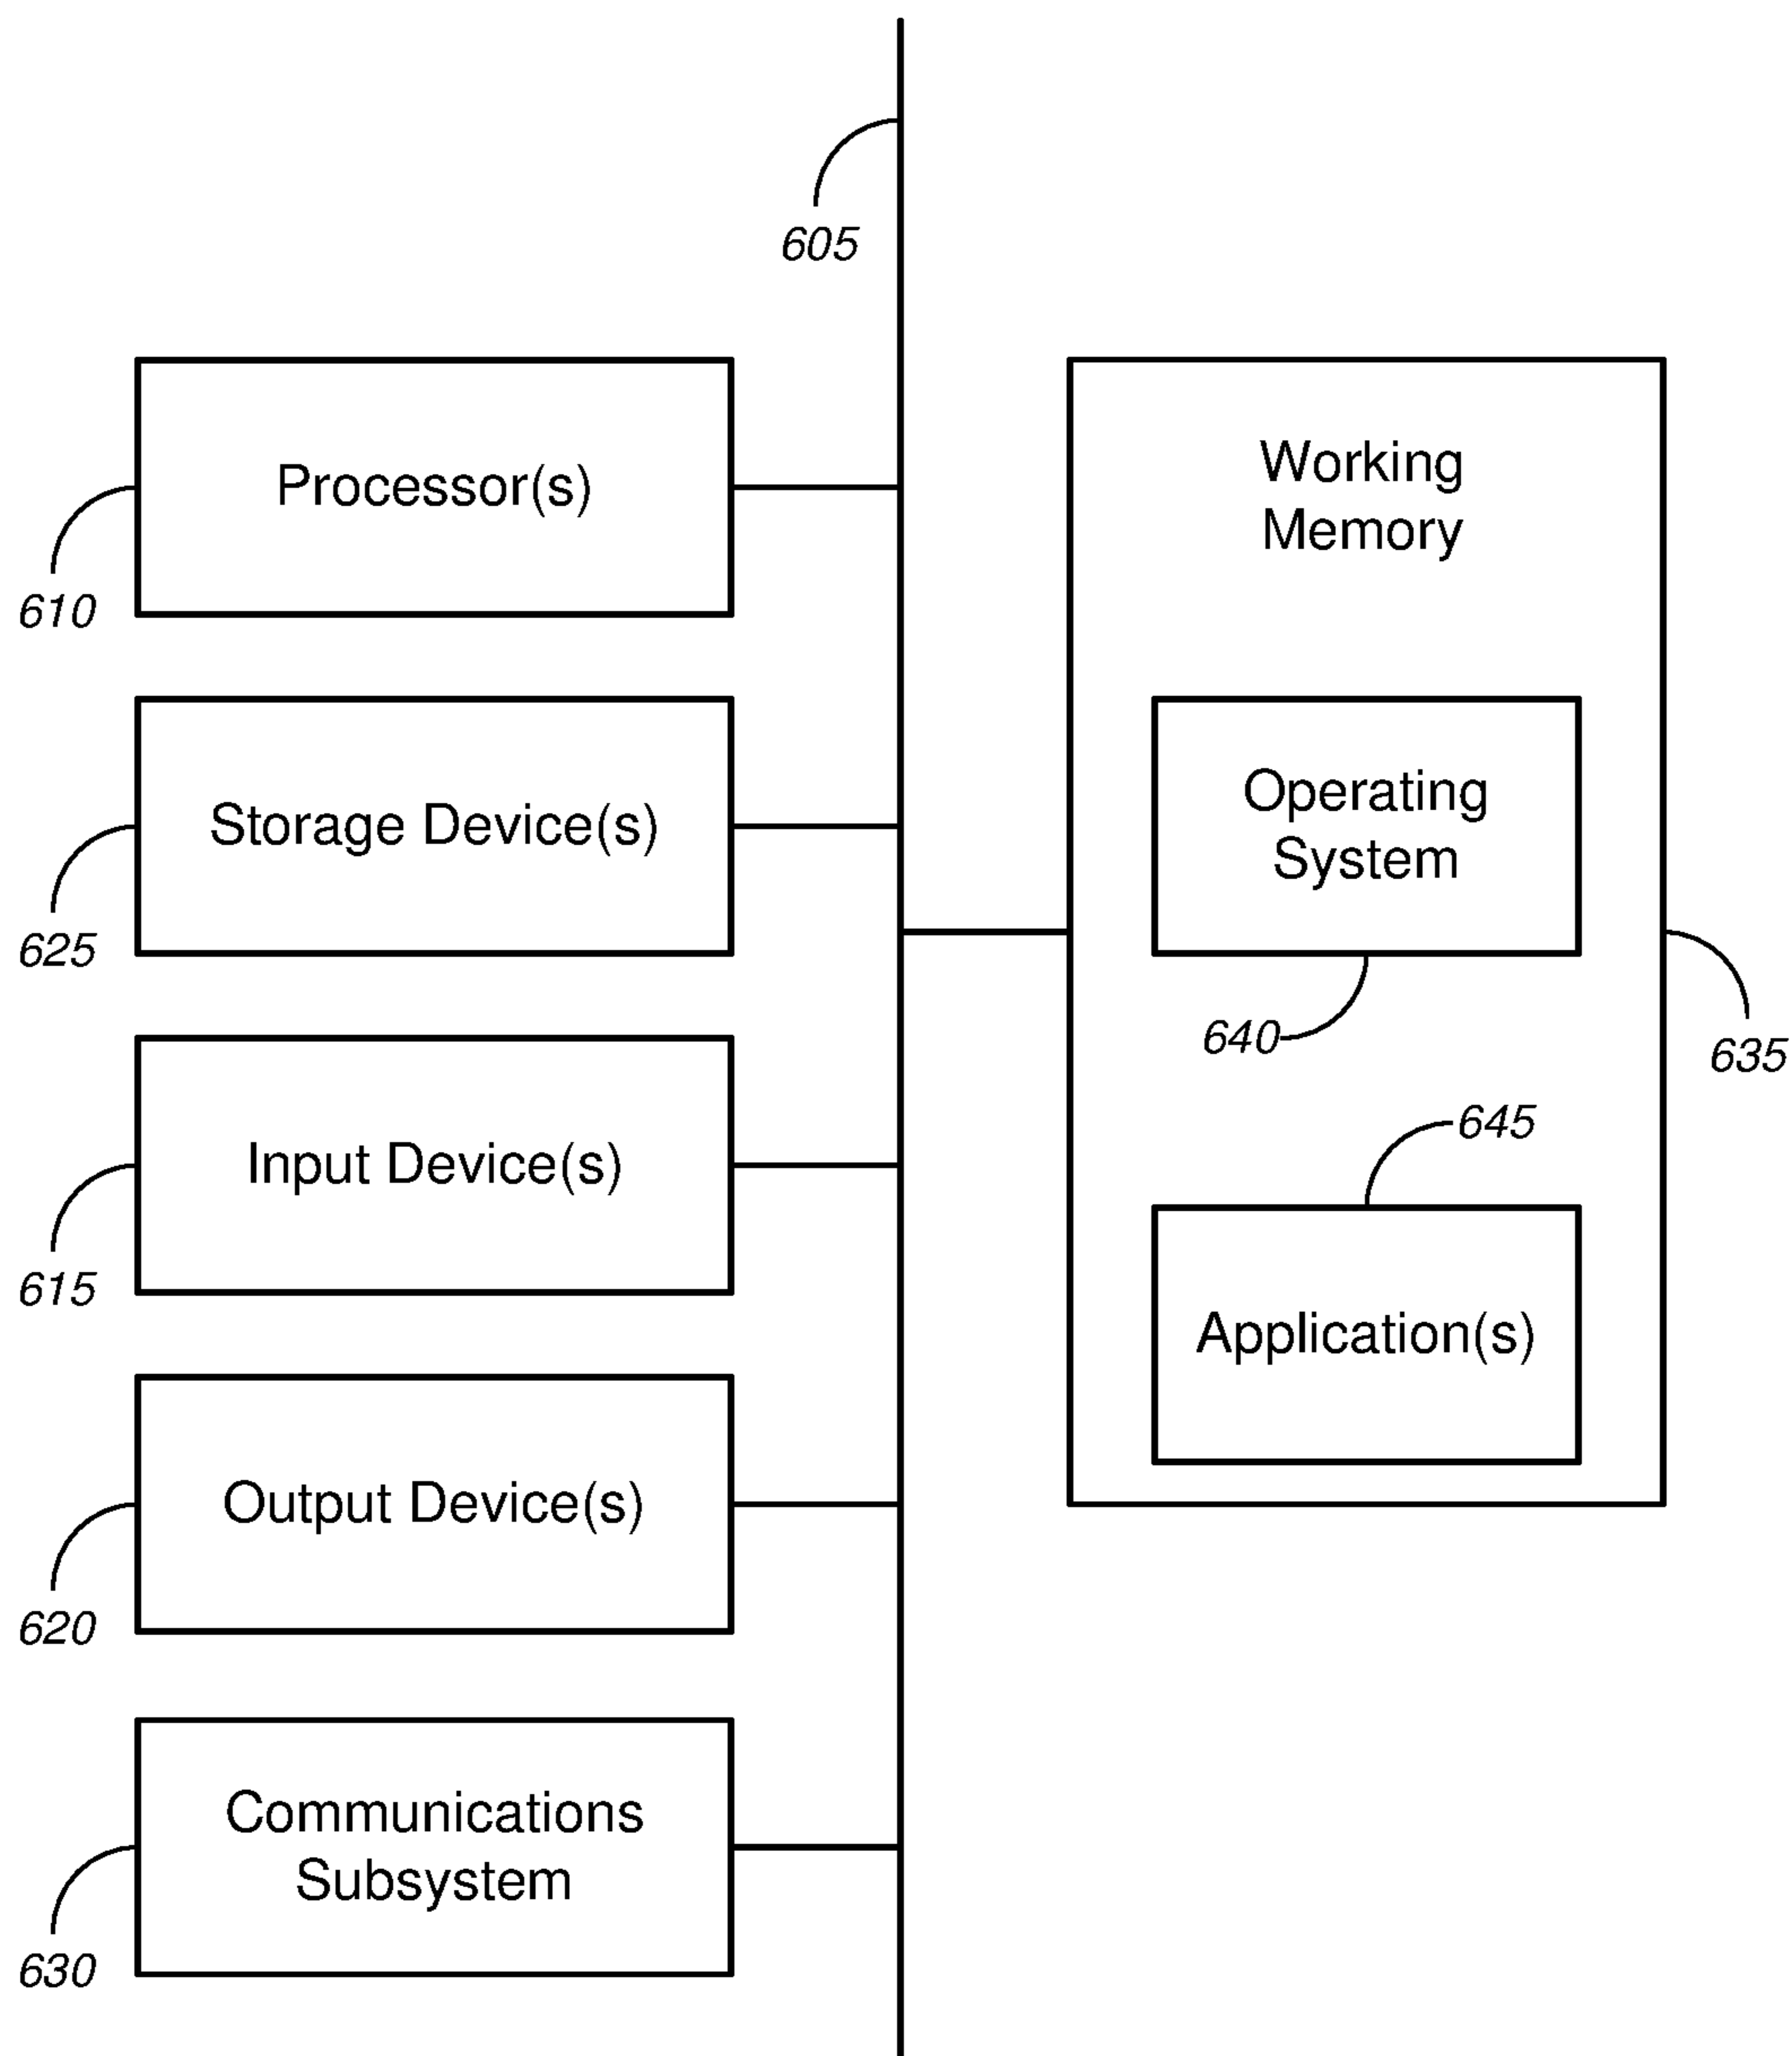 605
Processor(s)
610
Storage Device(s)
625
Input Device(s)
615
Output Device(s)
620
Communications
Subsystem
630
Working
Memory
Operating
System
640
635
645
Application(s)